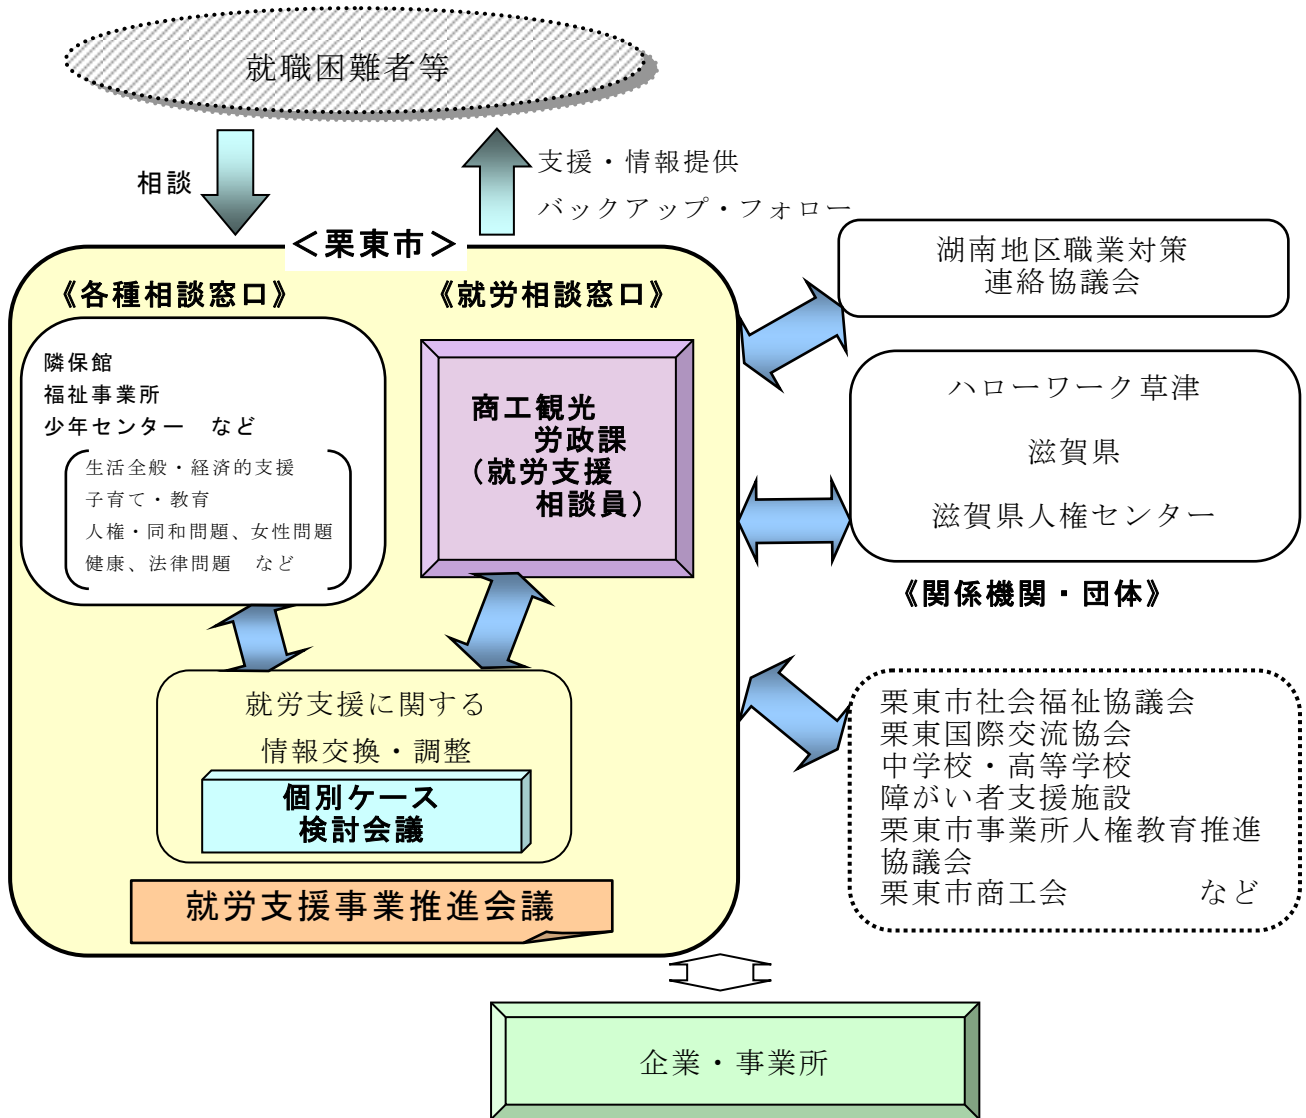 就職困難者等
相談
支援・情報提供
バックアップ・フォロー
＜栗東市＞
《各種相談窓口》
隣保館
福祉事業所
少年センター　など
生活全般・経済的支援
子育て・教育
人権・同和問題、女性問題
健康、法律問題　など
《就労相談窓口》
商工観光
労政課
（就労支援
相談員）
就労支援に関する
情報交換・調整
個別ケース
検討会議
就労支援事業推進会議
湖南地区職業対策
連絡協議会
ハローワーク草津
滋賀県
滋賀県人権センター
《関係機関・団体》
栗東市社会福祉協議会
栗東国際交流協会
中学校・高等学校
障がい者支援施設
栗東市事業所人権教育推進
協議会
栗東市商工会　　　　など
企業・事業所